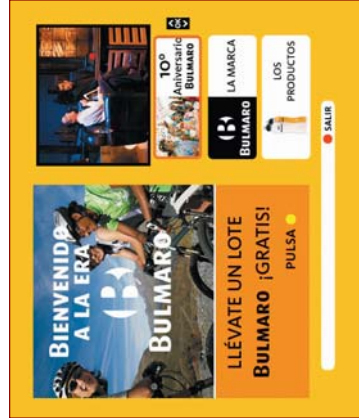 BIENVENIDO
A LA ERA
B
BULMARO
LLÉVATE UN LOTE
BULMARO ¡GRATIS!
PULSA
10º
Aniversario
BULMARO
OK
B
BULMARO
LA MARCA
LOS
PRODUCTOS
SALIR